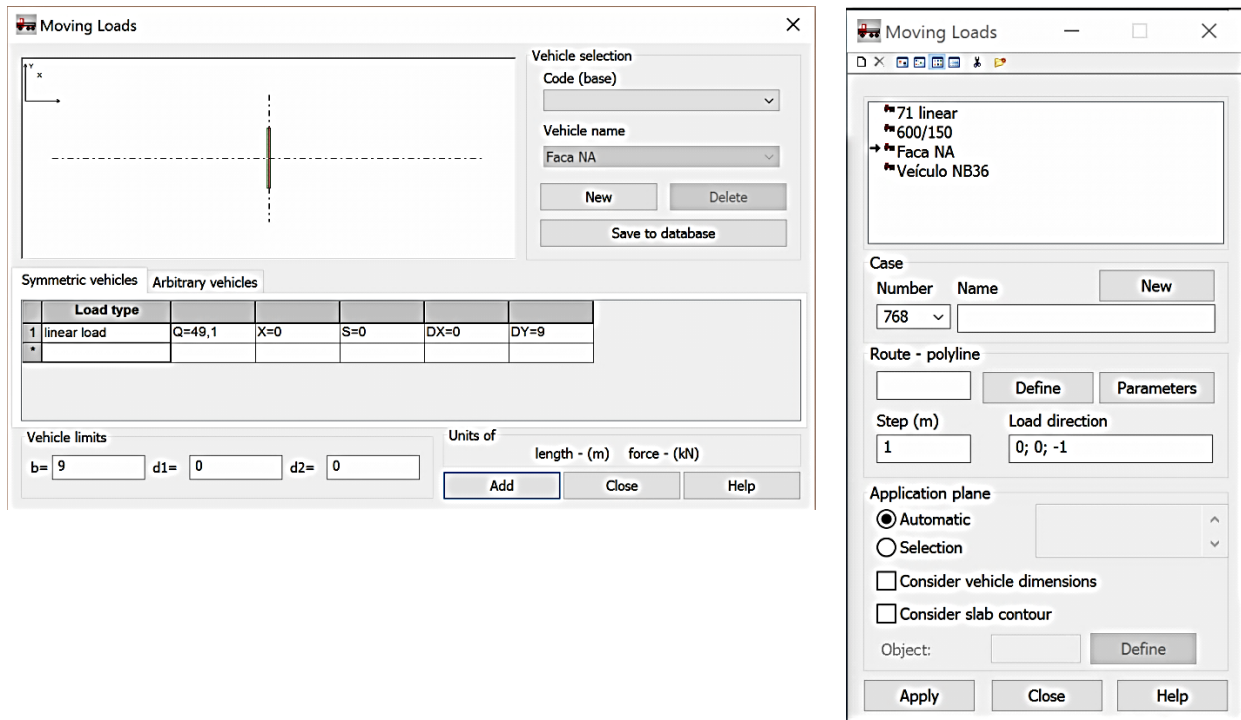 Moving Loads
Y
X
Vehicle selection
Code (base)
Vehicle name
Faca NA
New Delete
Save to database
Symmetric vehicles Arbitrary vehicles
Load type
1 linear load Q=49,1 X=0 S=0 DX=0 DY=9
*
Vehicle limits
b= 9 d1= 0 d2= 0
Units of
length - (m) force - (kN)
Add Close Help
Moving Loads
71 linear
600/150
Faca NA
Veículo NB36
Case
Number Name New
768
Route - polyline
Define Parameters
Step (m) Load direction
1 0; 0; -1
Application plane
Automatic
Selection
Consider vehicle dimensions
Consider slab contour
Object: Define
Apply Close Help